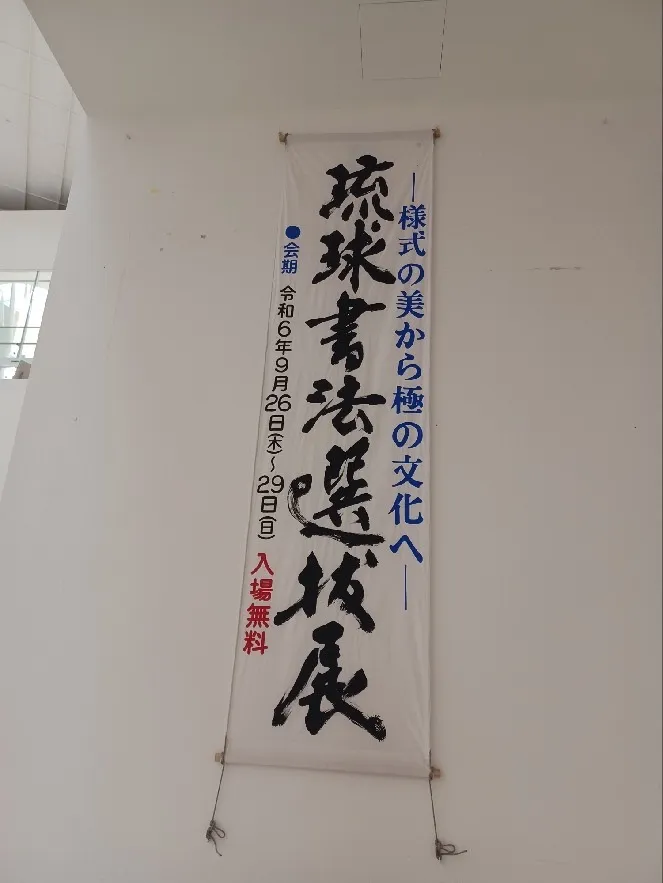 ―様式の美から極の文化へ―
琉球書法選抜展
●会期 令和6年9月26日(木)～29日(日) 入場無料